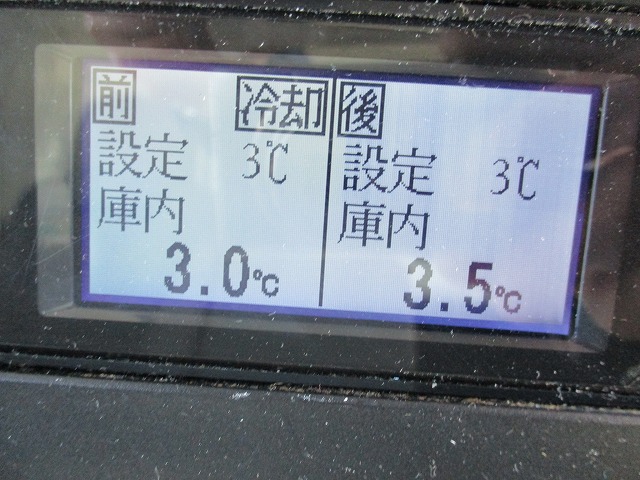 前 冷却
設定 3℃
庫内
3.0℃
後
設定 3℃
庫内
3.5℃